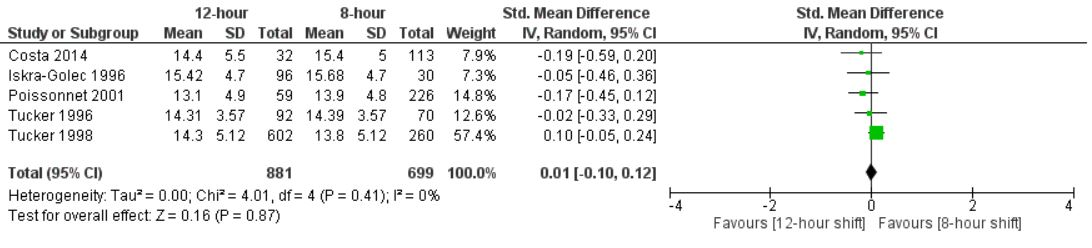 12-hour 8-hour Std. Mean Difference Std. Mean Difference
Study or Subgroup Mean SD Total Mean SD Total Weight IV, Random, 95% CI IV, Random, 95% CI
Costa 2014 14.4 5.5 32 15.4 5 113 7.9% -0.19 [-0.59, 0.20]
Iskra-Golec 1996 15.42 4.7 96 15.68 4.7 30 7.3% -0.05 [-0.46, 0.36]
Poissonnet 2001 13.1 4.9 59 13.9 4.8 226 14.8% -0.17 [-0.45, 0.12]
Tucker 1996 14.31 3.57 92 14.39 3.57 70 12.6% -0.02 [-0.33, 0.29]
Tucker 1998 14.3 5.12 602 13.8 5.12 260 57.4% 0.10 [-0.05, 0.24]
Total (95% CI) 881 699 100.0% 0.01 [-0.10, 0.12]
Heterogeneity: Tau² = 0.00; Chi² = 4.01, df = 4 (P = 0.41); I² = 0%
Test for overall effect: Z = 0.16 (P = 0.87)
-4 -2 0 2 4
Favours [12-hour shift] Favours [8-hour shift]